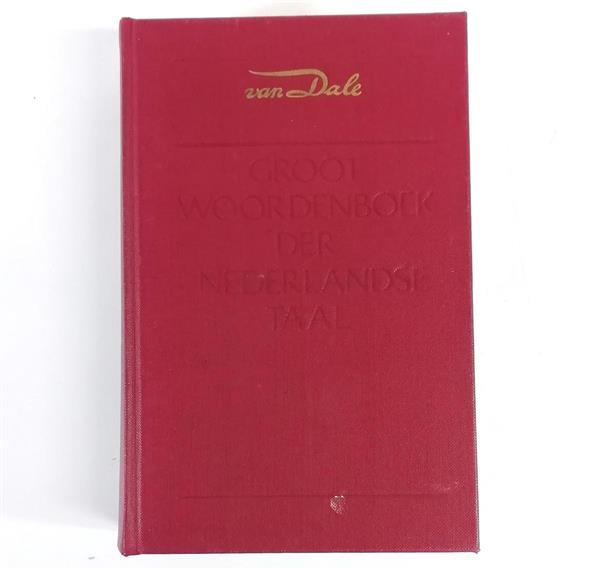 van Dale
GROOT
WOORDENBOEK
DER
NEDERLANDSE
TAAL